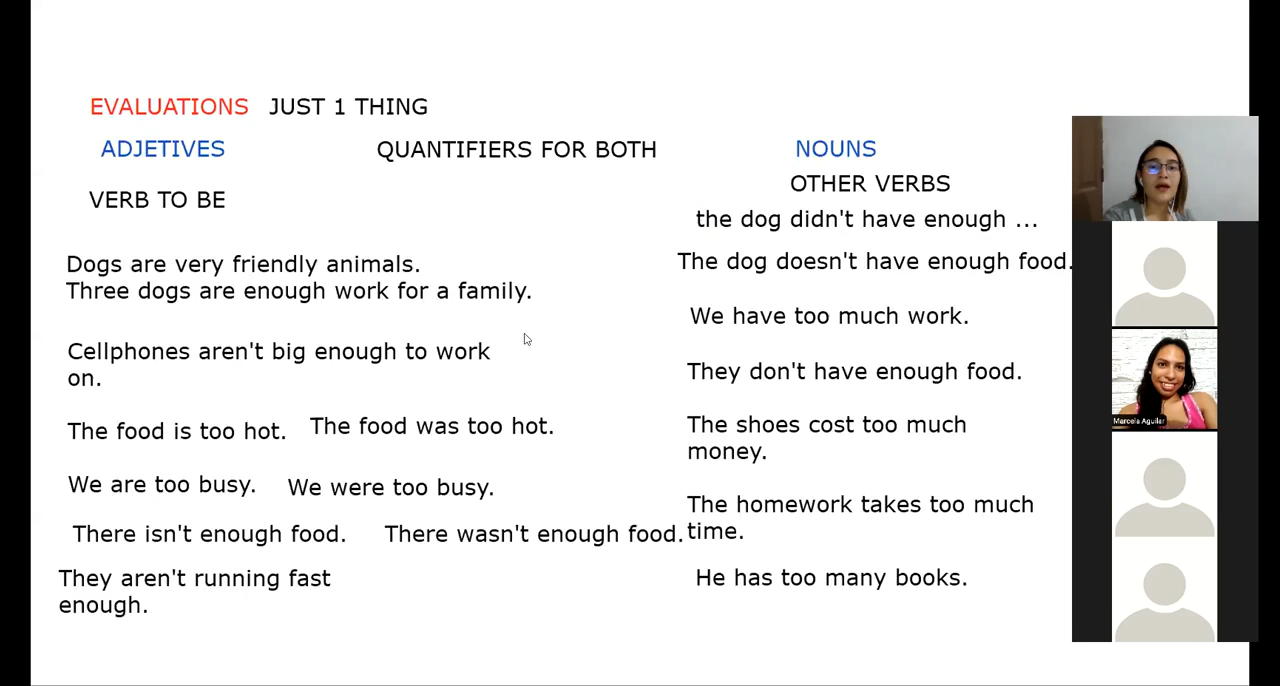 EVALUATIONS JUST 1 THING
ADJETIVES QUANTIFIERS FOR BOTH NOUNS
OTHER VERBS
VERB TO BE
the dog didn't have enough ...
Dogs are very friendly animals.
Three dogs are enough work for a family.
The dog doesn't have enough food.
We have too much work.
Cellphones aren't big enough to work
on.
They don't have enough food.
The food is too hot. The food was too hot.
The shoes cost too much
money.
We are too busy. We were too busy.
The homework takes too much
time.
There isn't enough food. There wasn't enough food.
They aren't running fast
enough.
He has too many books.
Marcela Aguilar